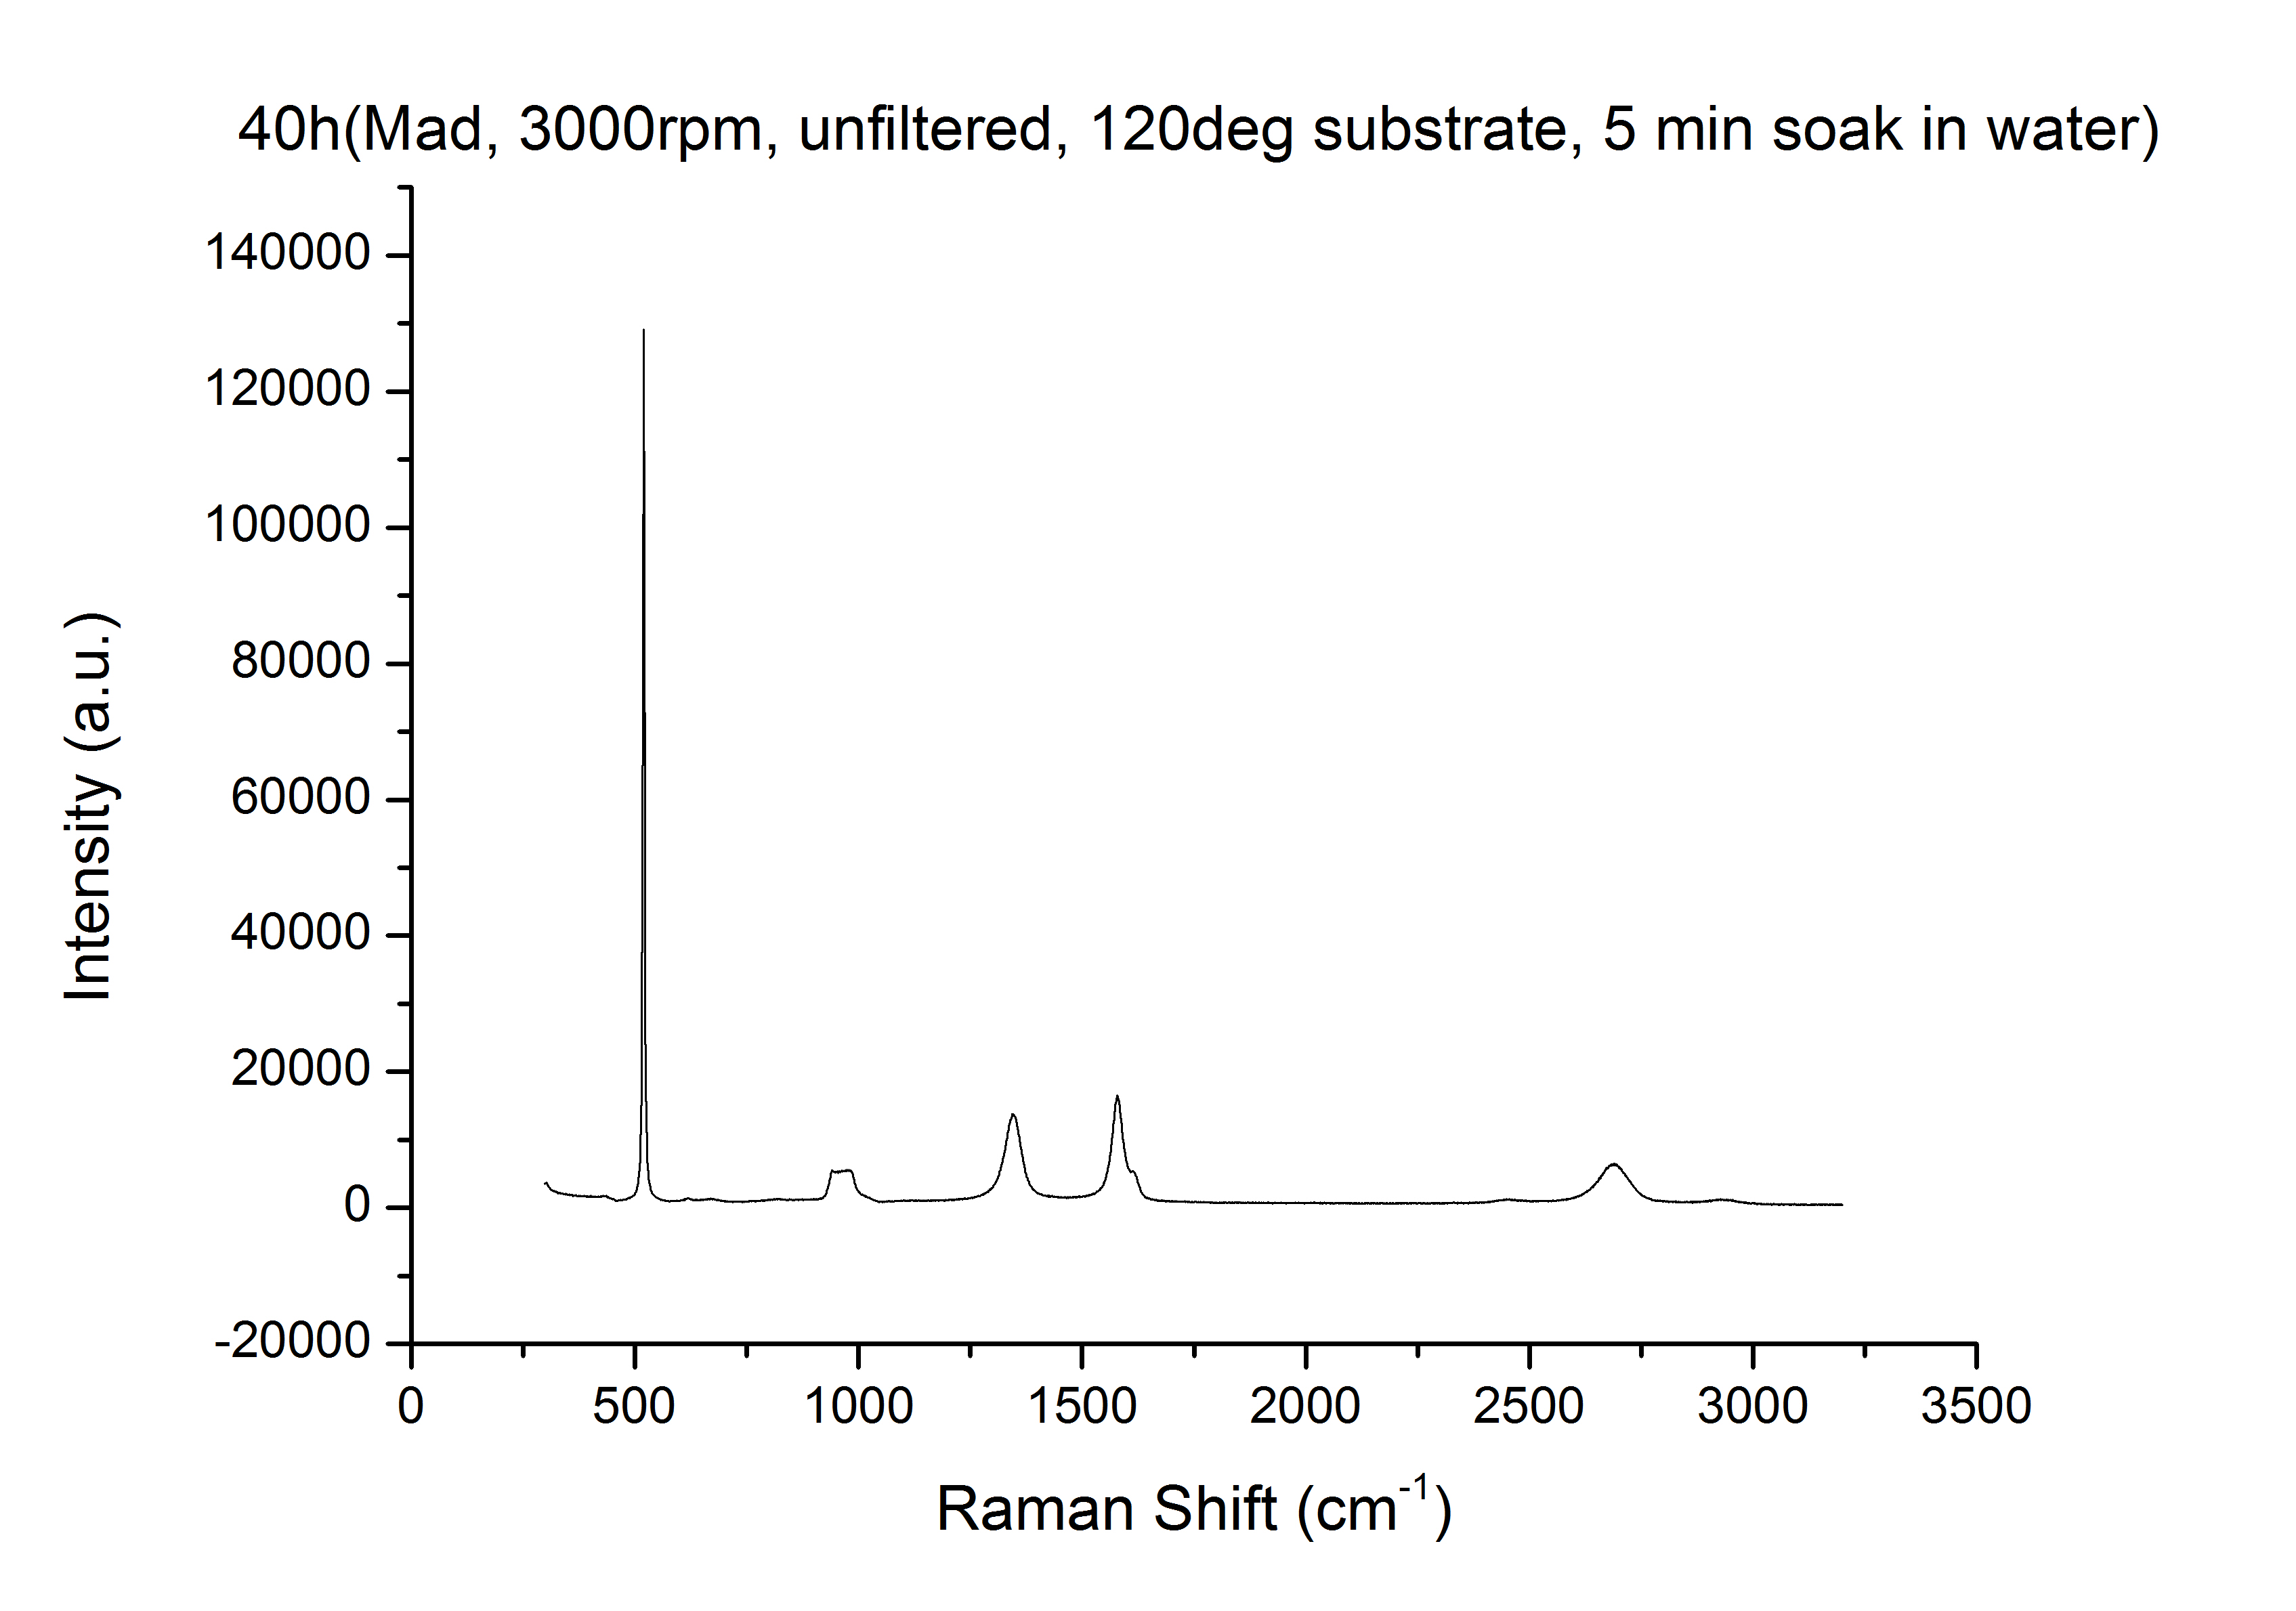 40h(Mad, 3000rpm, unfiltered, 120deg substrate, 5 min soak in water)
140000
120000
100000
80000
60000
40000
20000
0
-20000
Intensity (a.u.)
0 500 1000 1500 2000 2500 3000 3500
Raman Shift (cm-1)